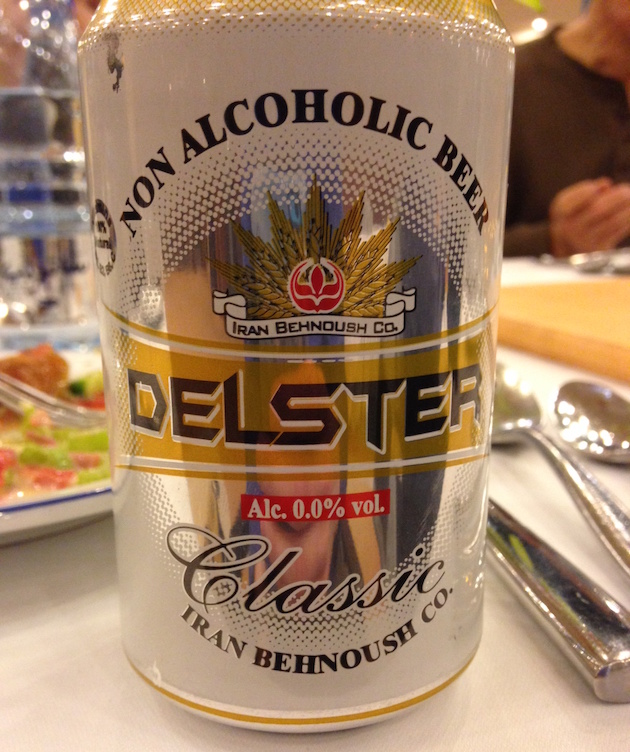 NON ALCOHOLIC BEER
IRAN BEHNOUSH CO.
DELSTER
Alc. 0.0% vol.
Classic
IRAN BEHNOUSH CO.